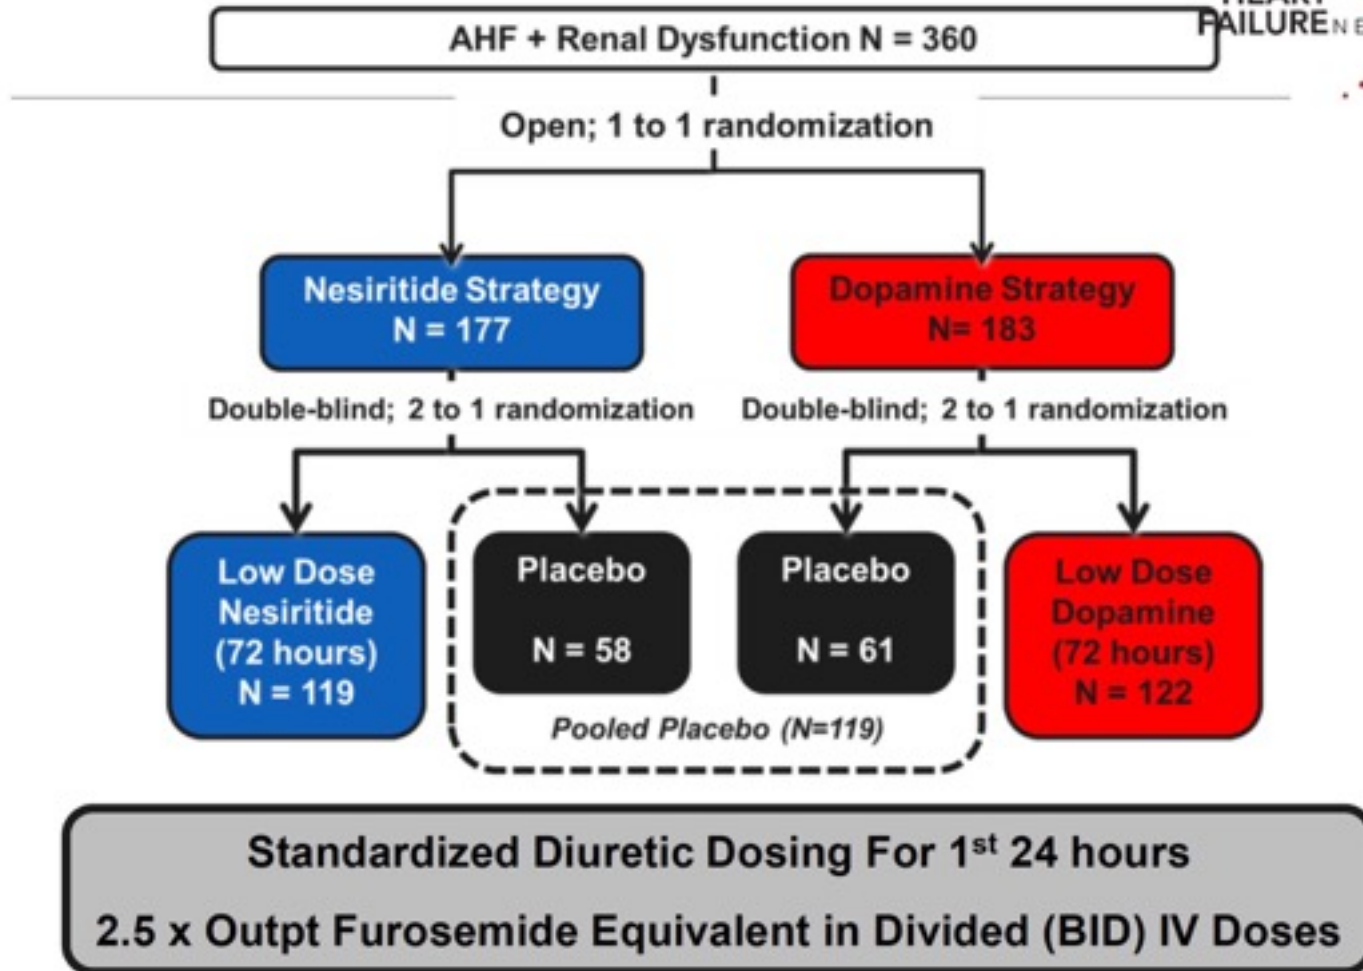 AHF + Renal Dysfunction N = 360
FAILURE
Open; 1 to 1 randomization
Nesiritide Strategy
N = 177
Dopamine Strategy
N= 183
Double-blind; 2 to 1 randomization
Double-blind; 2 to 1 randomization
Low Dose
Nesiritide
(72 hours)
N = 119
Placebo
N = 58
Placebo
N = 61
Low Dose
Dopamine
(72 hours)
N = 122
Pooled Placebo (N=119)
Standardized Diuretic Dosing For 1st 24 hours
2.5 x Outpt Furosemide Equivalent in Divided (BID) IV Doses